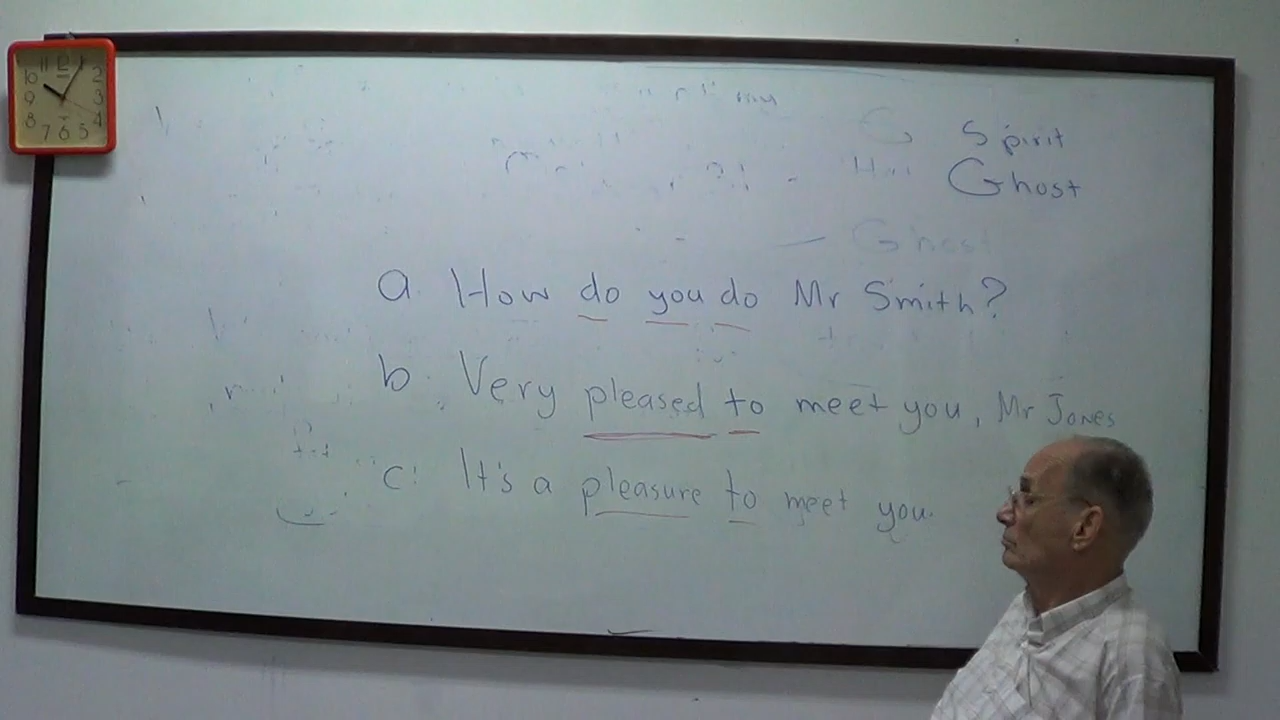 Spirit
Ghost
Ghost
a. How do you do Mr Smith?
b. Very pleased to meet you, Mr Jones
c. It's a pleasure to meet you.